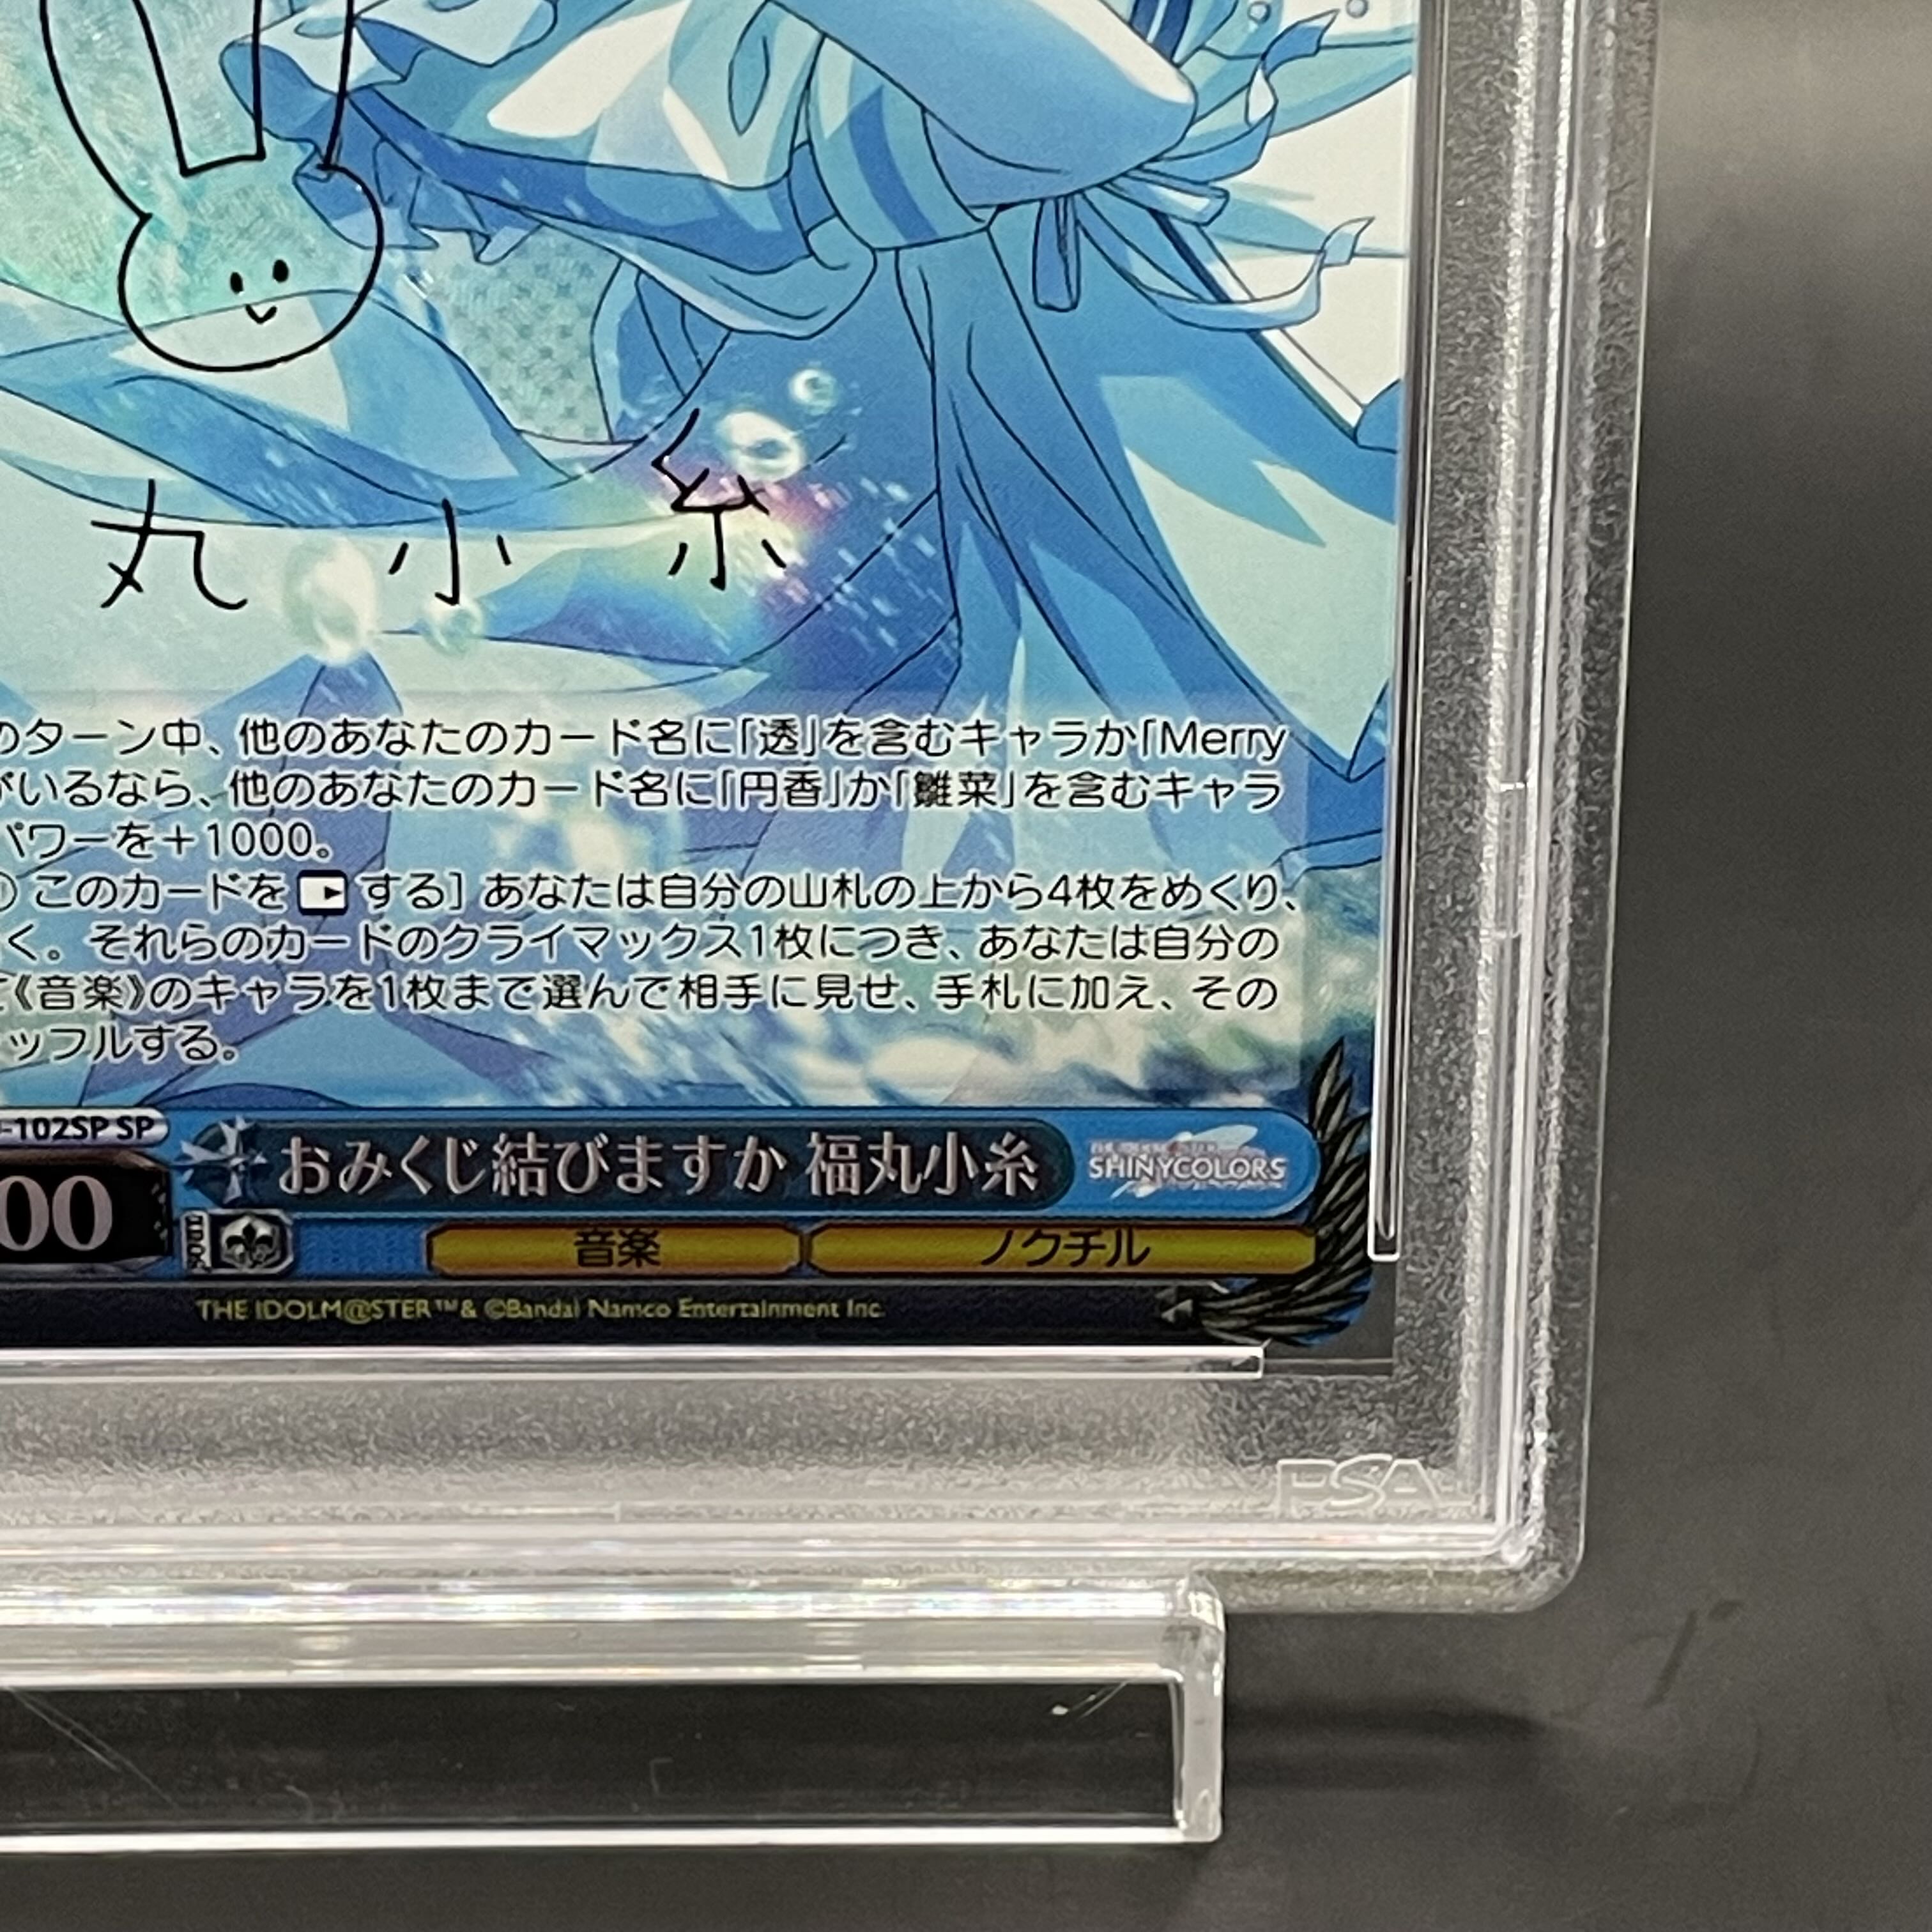 丸小糸
のターン中、他のあなたのカード名に「透」を含むキャラか「Merry
がいるなら、他のあなたのカード名に「円香」か「雛菜」を含むキャラ
パワーを＋1000。
このカードを する］ あなたは自分の山札の上から4枚をめくり、
く。それらのカードのクライマックス1枚につき、あなたは自分の
て《音楽》のキャラを1枚まで選んで相手に見せ、手札に加え、その
ッフルする。
-102SP SP
おみくじ結びますか 福丸小糸
SHINYCOLORS
00
音楽
ノクチル
THE IDOLM@STER™& ©Bandai Namco Entertainment Inc.
PSA